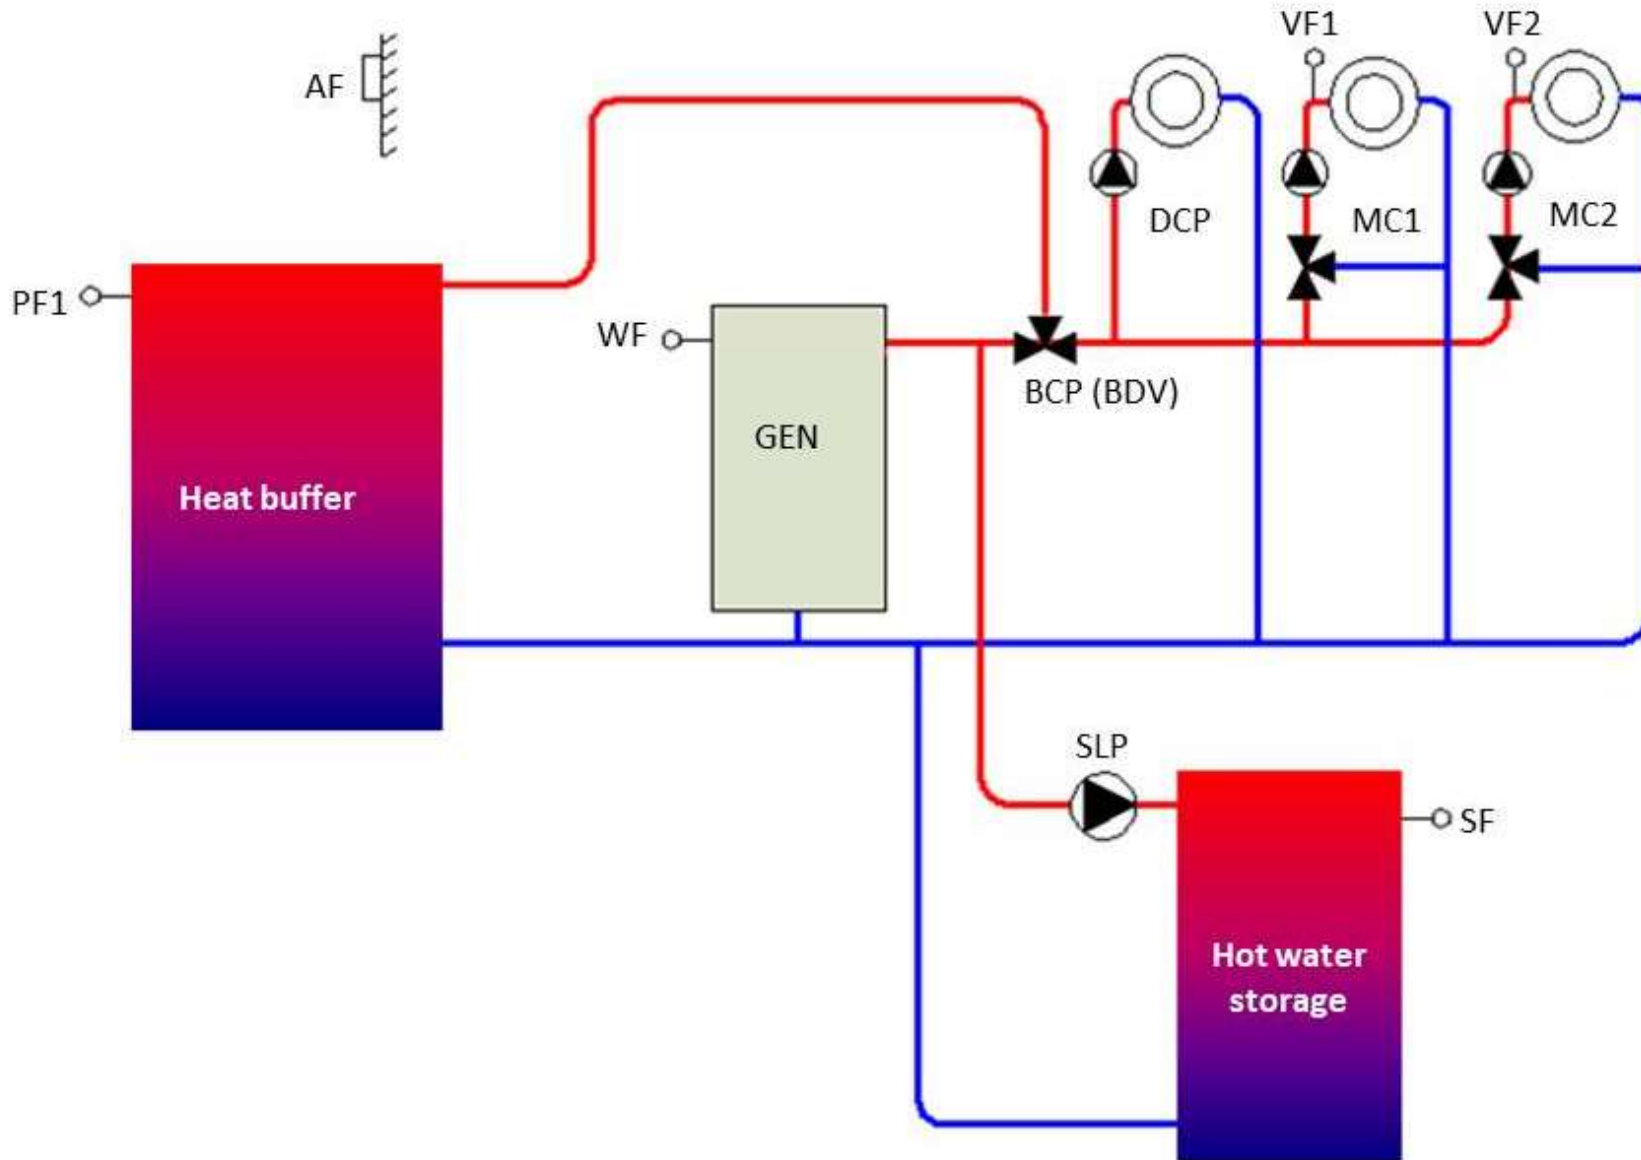 VF1
VF2
AF
DCP
MC1
MC2
PF1
WF
BCP (BDV)
GEN
Heat buffer
SLP
SF
Hot water
storage